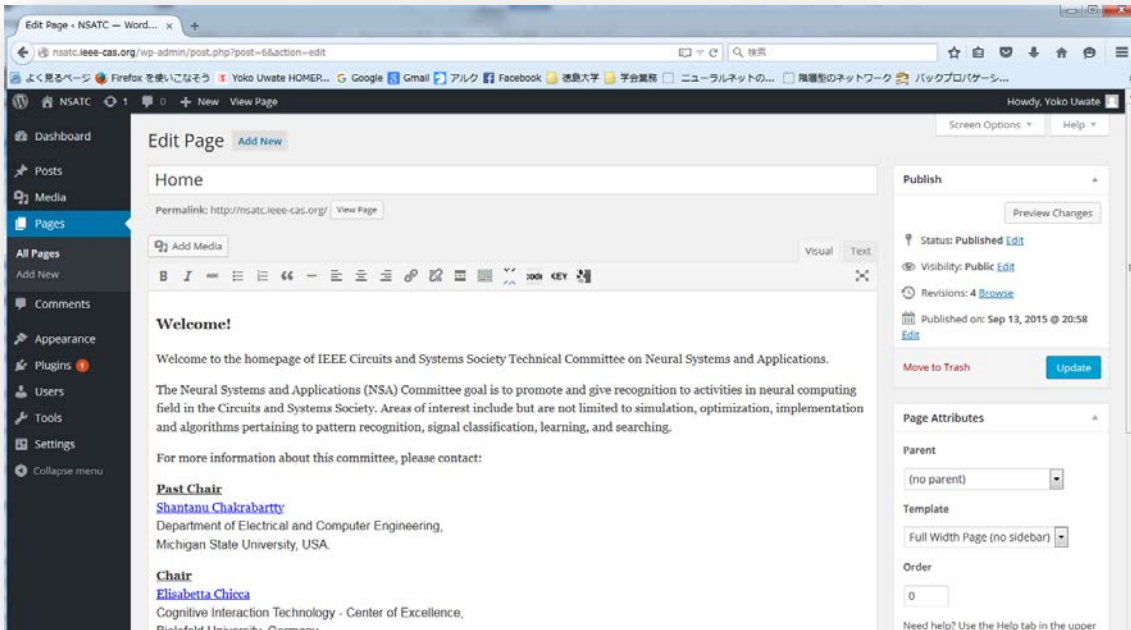 Edit Page ‹ NSATC — Word... × +
nsatc.ieee-cas.org/wp-admin/post.php?post=6&action=edit 検索
よく見るページ Firefox を使いこなそう Yoko Uwate HOMER... Google Gmail アルク Facebook 徳島大学 学会業務 ニューラルネットの... 階層型のネットワーク バックプロパゲーシ...
NSATC 1 0 + New View Page Howdy, Yoko Uwate
Screen Options Help
Dashboard
Posts
Media
Pages
All Pages
Add New
Comments
Appearance
Plugins 1
Users
Tools
Settings
Collapse menu
Edit Page Add New
Home
Permalink: http://nsatc.ieee-cas.org/ View Page
Add Media
Visual Text
B I ABC KEY
Welcome!
Welcome to the homepage of IEEE Circuits and Systems Society Technical Committee on Neural Systems and Applications.
The Neural Systems and Applications (NSA) Committee goal is to promote and give recognition to activities in neural computing
field in the Circuits and Systems Society. Areas of interest include but are not limited to simulation, optimization, implementation
and algorithms pertaining to pattern recognition, signal classification, learning, and searching.
For more information about this committee, please contact:
Past Chair
Shantanu Chakrabartty
Department of Electrical and Computer Engineering,
Michigan State University, USA.
Chair
Elisabetta Chicca
Cognitive Interaction Technology - Center of Excellence,
Bielefeld University, Germany
Publish
Preview Changes
Status: Published Edit
Visibility: Public Edit
Revisions: 4 Browse
Published on: Sep 13, 2015 @ 20:58
Edit
Move to Trash Update
Page Attributes
Parent
(no parent)
Template
Full Width Page (no sidebar)
Order
0
Need help? Use the Help tab in the upper